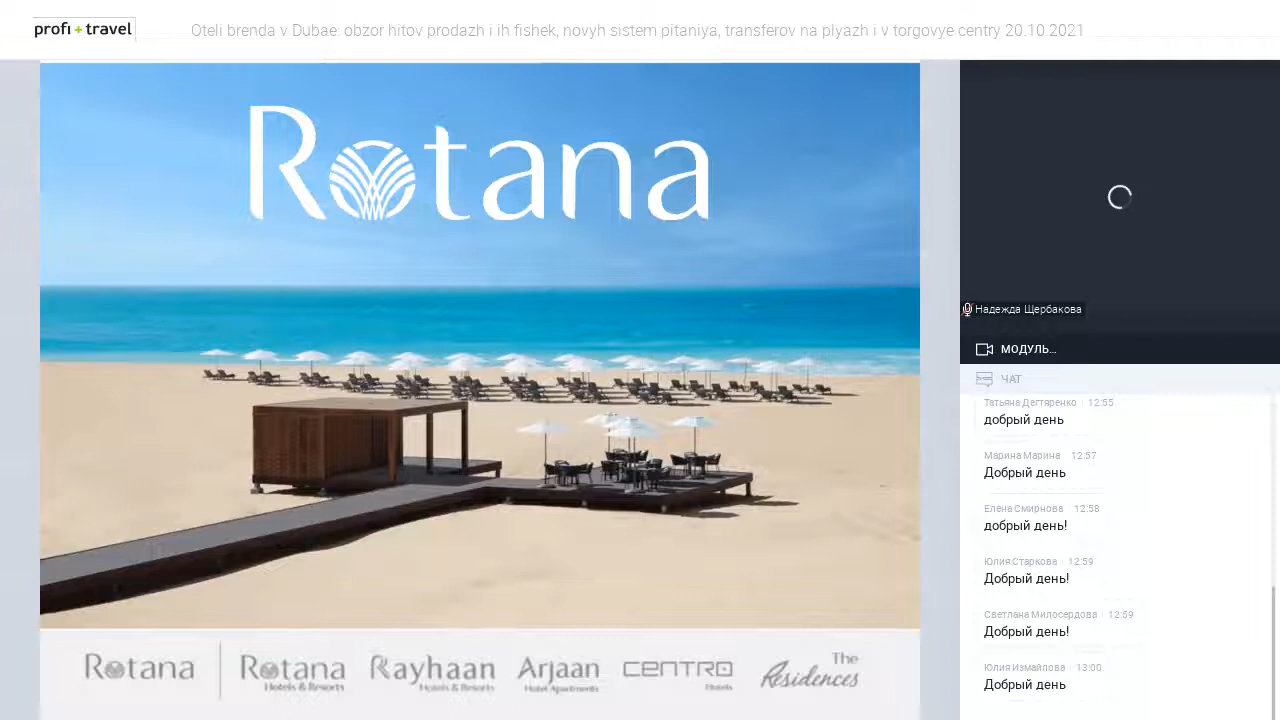 profi + travel
Oteli brenda v Dubae: obzor hitov prodazh i ih fishek, novyh sistem pitaniya, transferov na plyazh i v torgovye centry 20.10.2021
Rotana
Rotana
Rotana
Hotels & Resorts
Rayhaan
Hotels & Resorts
Arjaan
Hotel Apartments
CENTRO
Hotels
The
Residences
Надежда Щербакова
МОДУЛЬ...
ЧАТ
Татьяна Дегтяренко · 12:55
добрый день
Марина Марина · 12:57
Добрый день
Елена Смирнова · 12:58
добрый день!
Юлия Старкова · 12:59
Добрый день!
Светлана Милосердова · 12:59
Добрый день!
Юлия Измайлова · 13:00
Добрый день